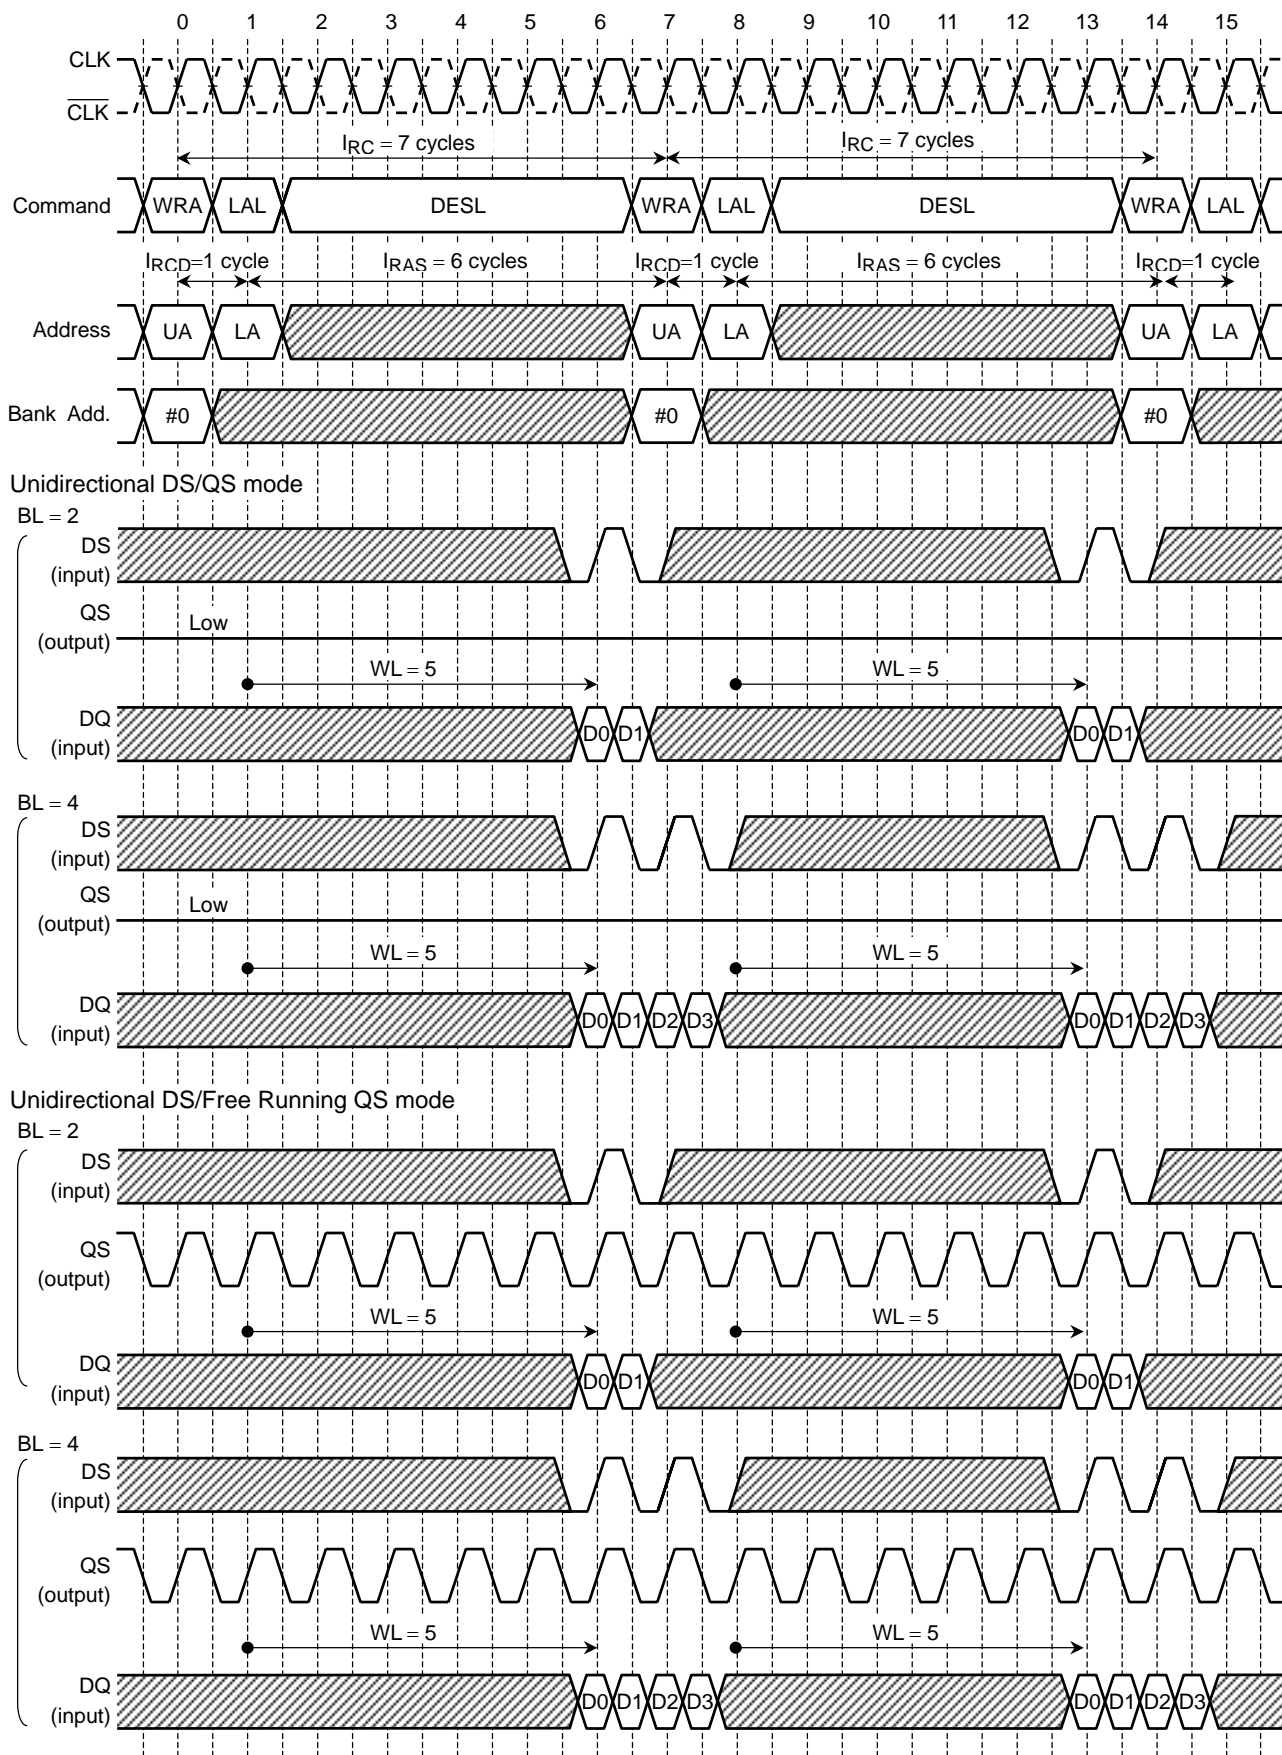 0 1 2 3 4 5 6 7 8 9 10 11 12 13 14 15
CLK
CLK
IRC = 7 cycles IRC = 7 cycles
Command WRA LAL DESL WRA LAL DESL WRA LAL
IRCD=1 cycle IRAS = 6 cycles IRCD=1 cycle IRAS = 6 cycles IRCD=1 cycle
Address UA LA UA LA UA LA
Bank Add. #0 #0 #0
Unidirectional DS/QS mode
BL = 2
DS
(input)
QS
Low
(output)
WL = 5 WL = 5
DQ
D0 D1 D0 D1
(input)
BL = 4
DS
(input)
QS
Low
(output)
WL = 5 WL = 5
DQ
D0 D1 D2 D3 D0 D1 D2 D3
(input)
Unidirectional DS/Free Running QS mode
BL = 2
DS
(input)
QS
(output)
WL = 5 WL = 5
DQ
D0 D1 D0 D1
(input)
BL = 4
DS
(input)
QS
(output)
WL = 5 WL = 5
DQ
D0 D1 D2 D3 D0 D1 D2 D3
(input)